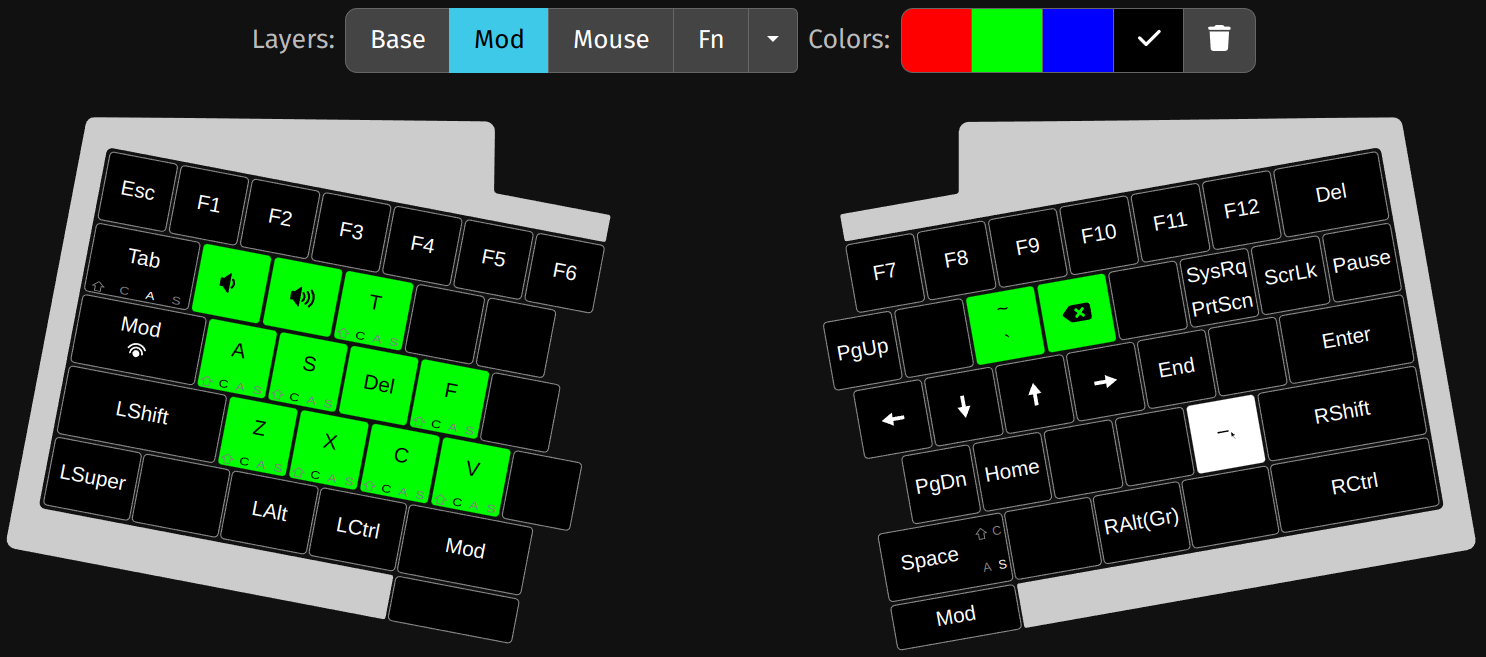 Layers: Base Mod Mouse Fn Colors:
Esc F1 F2 F3 F4 F5 F6
Tab
C A S
T
C A S
Mod
A
C A S
S
C A S
Del
F
C A S
LShift
Z
C A S
X
C A S
C
C A S
V
C A S
LSuper LAlt LCtrl Mod
F7 F8 F9 F10 F11 F12 Del
PgUp
~
`
SysRq
PrtScn
ScrLk Pause
End Enter
PgDn Home
RShift
Space
C
A S
RAlt(Gr) RCtrl
Mod